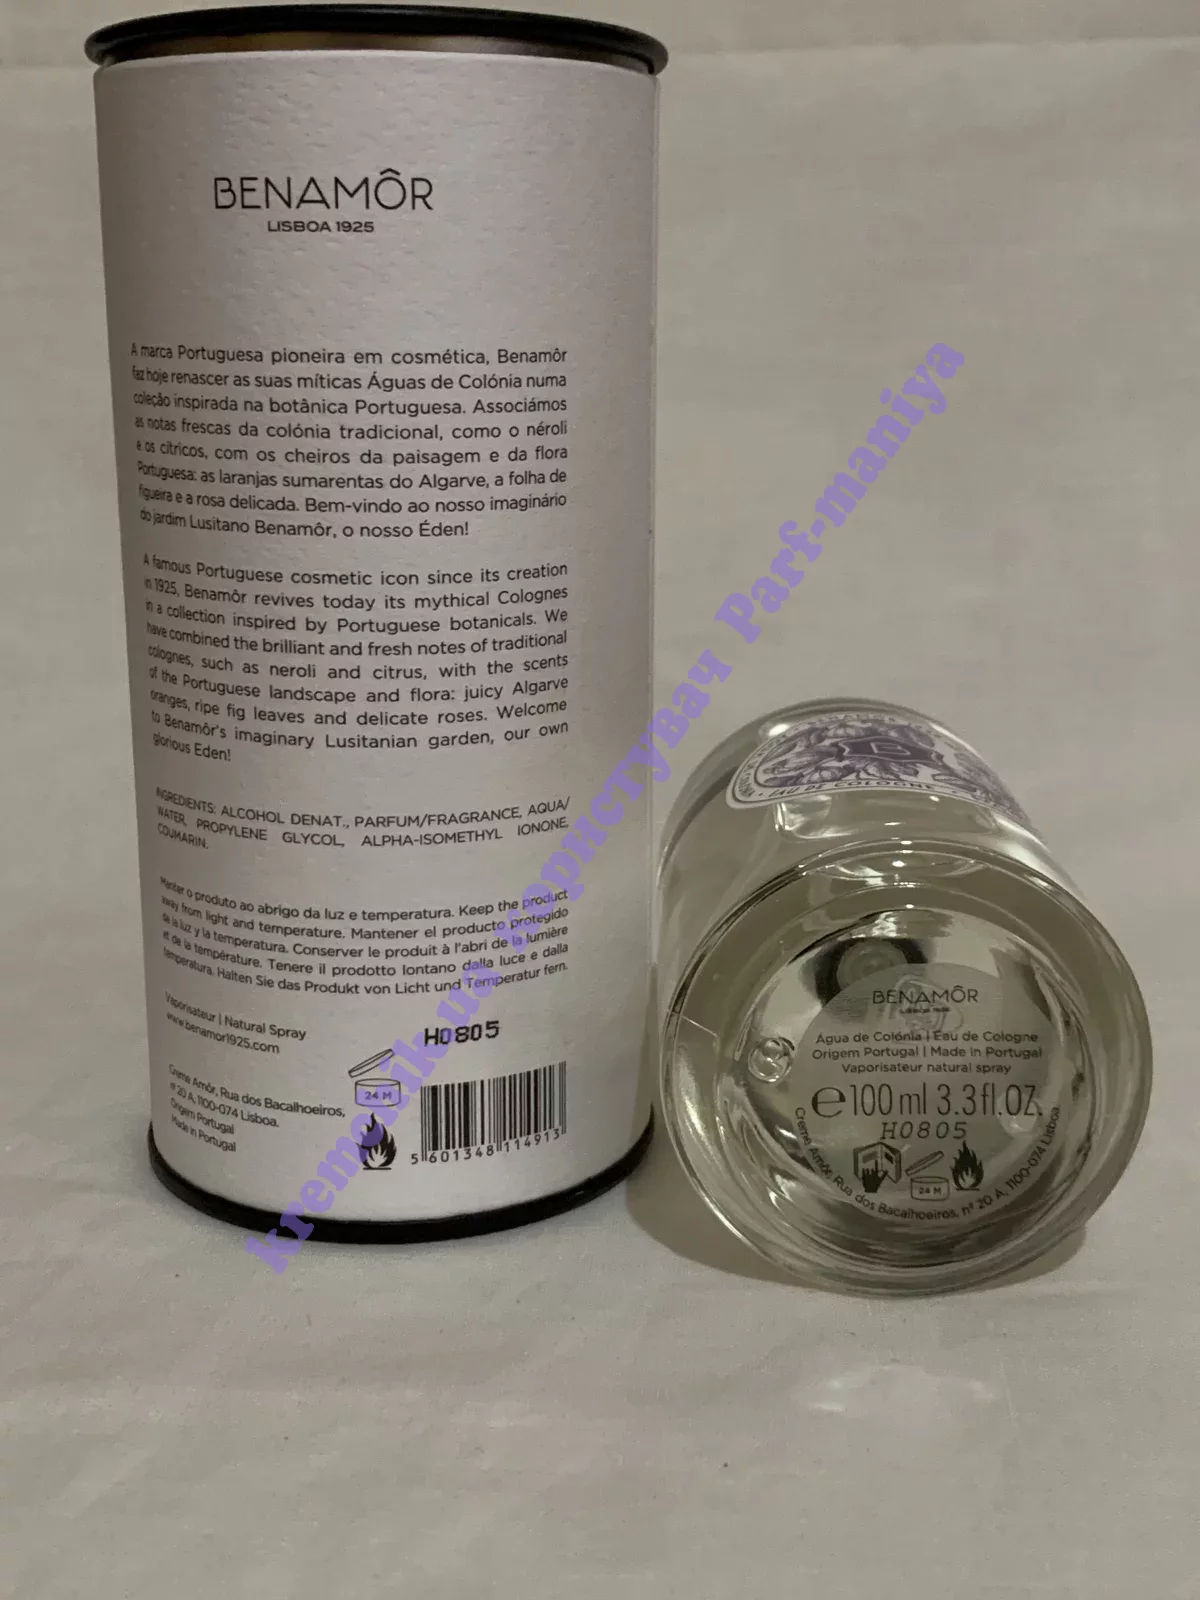 BENAMÔR
LISBOA 1925
A marca Portuguesa pioneira em cosmética, Benamôr
faz hoje renascer as suas míticas Águas de Colónia numa
coleção inspirada na botânica Portuguesa. Associámos
as notas frescas da colónia tradicional, como o néroli
e os cítricos, com os cheiros da paisagem e da flora
Portuguesa: as laranjas sumarentas do Algarve, a folha de
figueira e a rosa delicada. Bem-vindo ao nosso imaginário
do jardim Lusitano Benamôr, o nosso Éden!
A famous Portuguese cosmetic icon since its creation
in 1925, Benamôr revives today its mythical Colognes
in a collection inspired by Portuguese botanicals. We
have combined the brilliant and fresh notes of traditional
colognes, such as neroli and citrus, with the scents
of the Portuguese landscape and flora: juicy Algarve
oranges, ripe fig leaves and delicate roses. Welcome
to Benamôr's imaginary Lusitanian garden, our own
glorious Eden!
INGREDIENTS: ALCOHOL DENAT., PARFUM/FRAGRANCE, AQUA/
WATER, PROPYLENE GLYCOL, ALPHA-ISOMETHYL IONONE,
COUMARIN.
Manter o produto ao abrigo da luz e temperatura. Keep the product
away from light and temperature. Mantener el producto protegido
de la luz y la temperatura. Conserver le produit à l'abri de la lumière
et de la température. Tenere il prodotto lontano dalla luce e dalla
temperatura. Halten Sie das Produkt von Licht und Temperatur fern.
Vaporisateur | Natural Spray
www.benamor1925.com
H0805
Creme Amôr, Rua dos Bacalhoeiros,
nº 20 A, 1100-074 Lisboa.
Origem Portugal
Made in Portugal
24 M
5 601348 114913
EAU DE COLOGNE
B
BENAMÔR
LISBOA 1925
Água de Colónia | Eau de Cologne
Origem Portugal | Made in Portugal
Vaporisateur natural spray
e 100 ml 3.3 fl.OZ.
H0805
24 M
Creme Amôr, Rua dos Bacalhoeiros, nº 20 A, 1100-074 Lisboa.
kremonik.ua користувач Parf-maniya